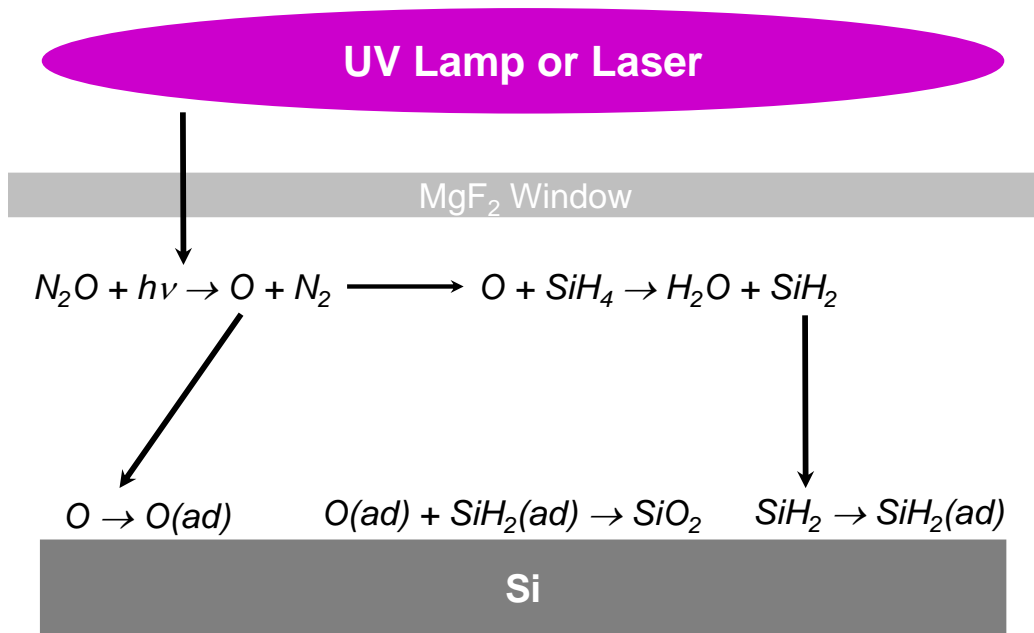 UV Lamp or Laser
MgF₂ Window
N₂O + hν → O + N₂
O + SiH₄ → H₂O + SiH₂
O → O(ad)
O(ad) + SiH₂(ad) → SiO₂
SiH₂ → SiH₂(ad)
Si